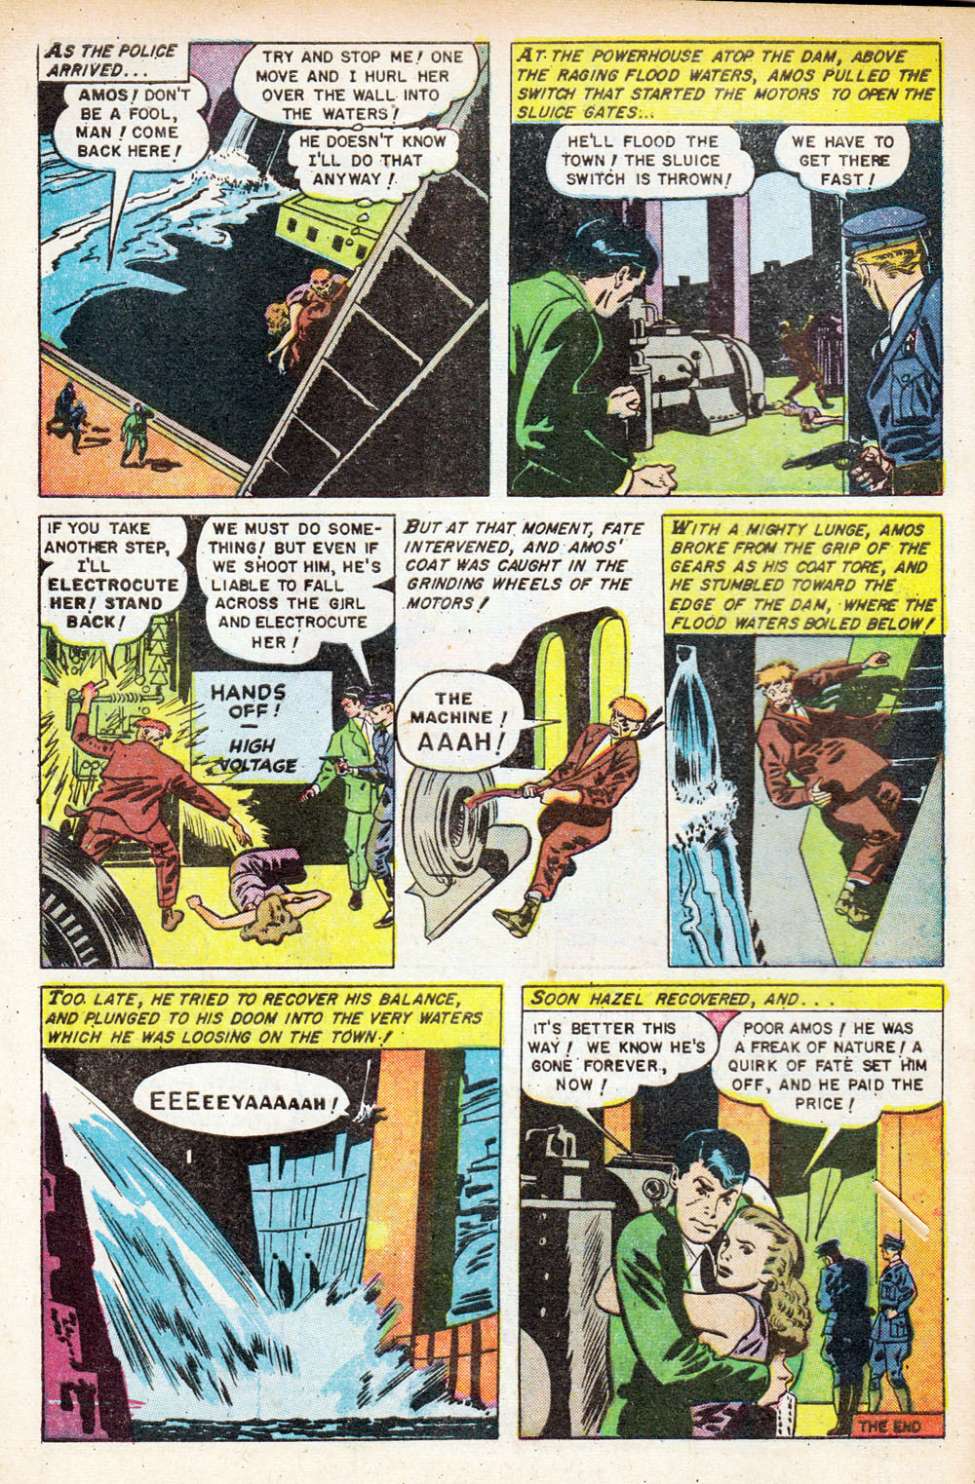 AS THE POLICE
ARRIVED...
AMOS! DON'T
BE A FOOL,
MAN! COME
BACK HERE!
TRY AND STOP ME! ONE
MOVE AND I HURL HER
OVER THE WALL INTO
THE WATERS!
HE DOESN'T KNOW
I'LL DO THAT
ANYWAY!
AT THE POWERHOUSE ATOP THE DAM, ABOVE
THE RAGING FLOOD WATERS, AMOS PULLED THE
SWITCH THAT STARTED THE MOTORS TO OPEN THE
SLUICE GATES...
HE'LL FLOOD THE
TOWN! THE SLUICE
SWITCH IS THROWN!
WE HAVE TO
GET THERE
FAST!
IF YOU TAKE
ANOTHER STEP,
I'LL
ELECTROCUTE
HER! STAND
BACK!
WE MUST DO SOME-
THING! BUT EVEN IF
WE SHOOT HIM, HE'S
LIABLE TO FALL
ACROSS THE GIRL
AND ELECTROCUTE
HER!
HANDS
OFF!
-
HIGH
VOLTAGE
BUT AT THAT MOMENT, FATE
INTERVENED, AND AMOS'
COAT WAS CAUGHT IN THE
GRINDING WHEELS OF THE
MOTORS!
THE
MACHINE!
AAAH!
WITH A MIGHTY LUNGE, AMOS
BROKE FROM THE GRIP OF THE
GEARS AS HIS COAT TORE, AND
HE STUMBLED TOWARD THE
EDGE OF THE DAM, WHERE THE
FLOOD WATERS BOILED BELOW!
TOO LATE, HE TRIED TO RECOVER HIS BALANCE,
AND PLUNGED TO HIS DOOM INTO THE VERY WATERS
WHICH HE WAS LOOSING ON THE TOWN!
EEEEEEYAAAAAH!
SOON HAZEL RECOVERED, AND...
IT'S BETTER THIS
WAY! WE KNOW HE'S
GONE FOREVER,
NOW!
POOR AMOS! HE WAS
A FREAK OF NATURE! A
QUIRK OF FATE SET HIM
OFF, AND HE PAID THE
PRICE!
THE END